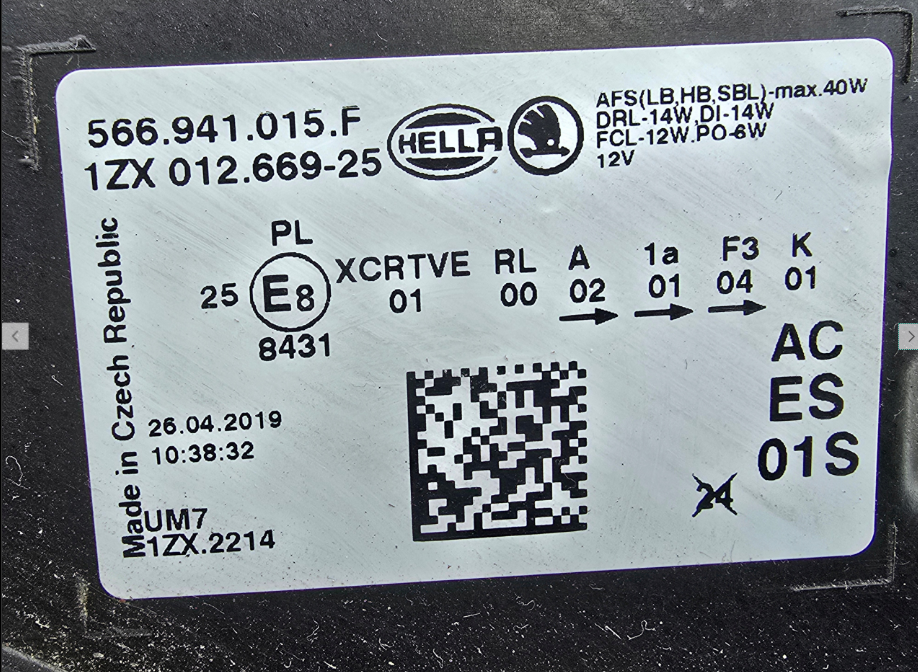 566.941.015.F
1ZX 012.669-25
HELLA
AFS(LB,HB,SBL)-max.40W
DRL-14W,DI-14W
FCL-12W.PO-6W
12V
PL
25 E8 XCRTVE RL A 1a F3 K
01 00 02 01 04 01
8431
AC
ES
01S
26.04.2019
10:38:32
24
UM7
1ZX.2214
Made in Czech Republic